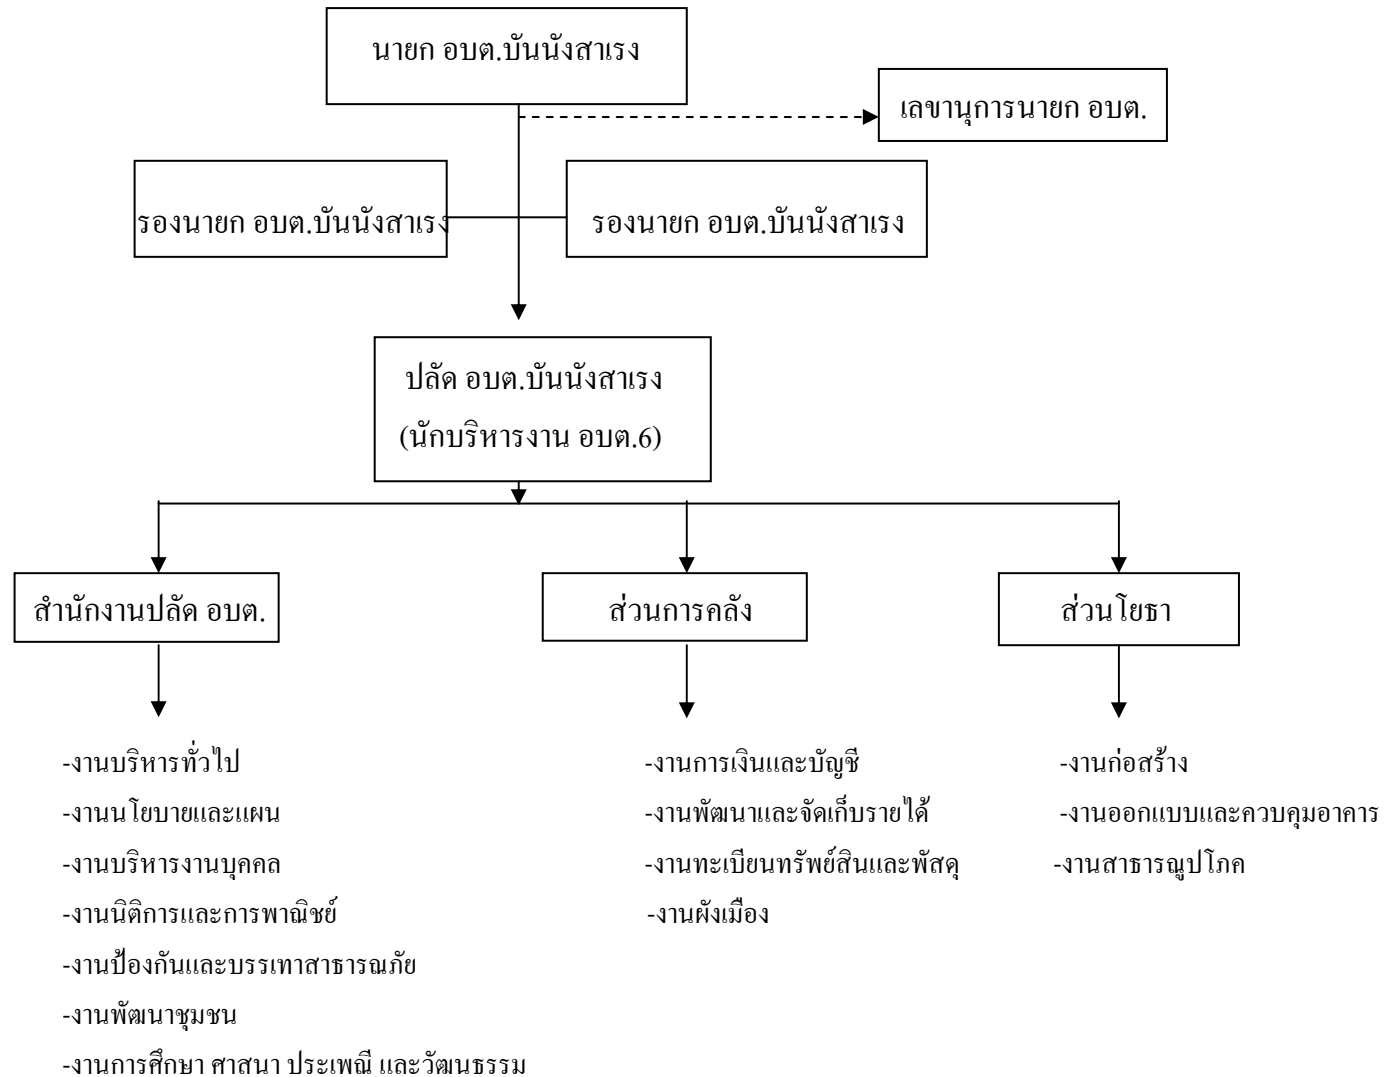 นายก อบต.บันนังสาเรง
เลขานุการนายก อบต.
รองนายก อบต.บันนังสาเรง
รองนายก อบต.บันนังสาเรง
ปลัด อบต.บันนังสาเรง
(นักบริหารงาน อบต.6)
สำนักงานปลัด อบต.
ส่วนการคลัง
ส่วนโยธา
-งานบริหารทั่วไป
-งานนโยบายและแผน
-งานบริหารงานบุคคล
-งานนิติการและการพาณิชย์
-งานป้องกันและบรรเทาสาธารณภัย
-งานพัฒนาชุมชน
-งานการศึกษา ศาสนา ประเพณี และวัฒนธรรม
-งานการเงินและบัญชี
-งานพัฒนาและจัดเก็บรายได้
-งานทะเบียนทรัพย์สินและพัสดุ
-งานผังเมือง
-งานก่อสร้าง
-งานออกแบบและควบคุมอาคาร
-งานสาธารณูปโภค